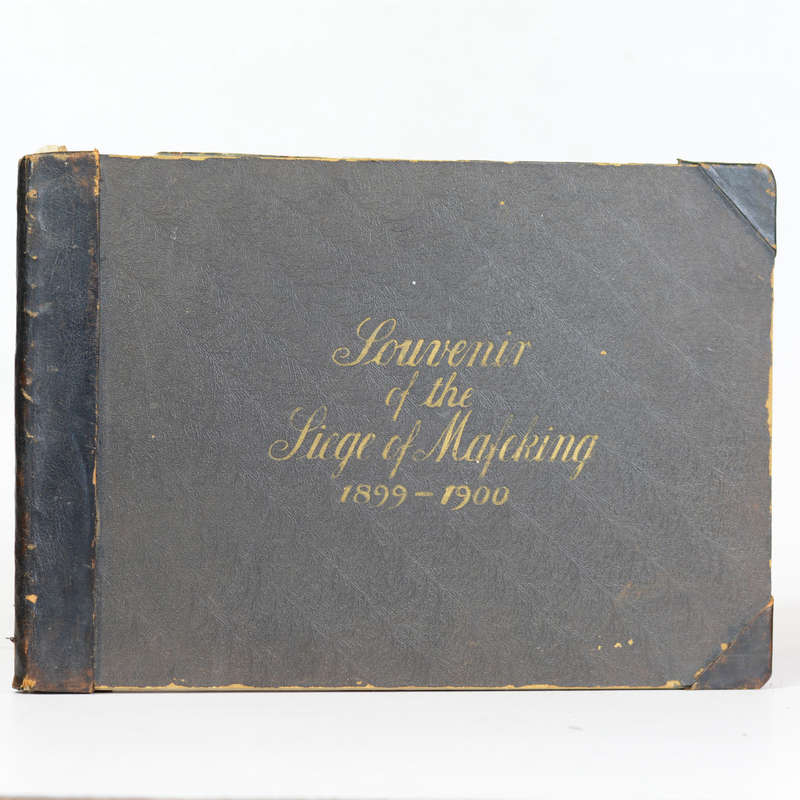 Souvenir
of the
Siege of Mafeking
1899 - 1900